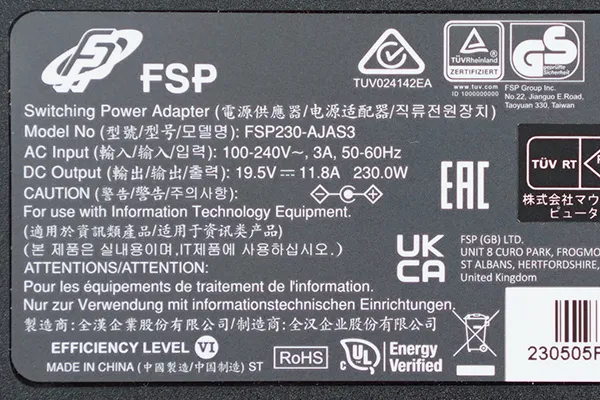 FSP
Switching Power Adapter (電源供應器/电源适配器/직류전원장치)
Model No (型號/型号/모델명): FSP230-AJAS3
AC Input (輸入/输入/입력): 100-240V~, 3A, 50-60Hz
DC Output (輸出/输出/출력): 19.5V⎓11.8A 230.0W
CAUTION (警告/警告/주의사항):
For use with Information Technology Equipment.
(適用於資訊類產品/适用于资讯类产品)
(본 제품은 실내용이며,IT제품에 사용하십시오.)
ATTENTIONS/ATTENTION:
Pour les équipements de traitement de l'information.
Nur zur Verwendung mit informationstechnischen Einrichtungen.
製造商:全漢企業股份有限公司/制造商:全汉企业股份有限公司
EFFICIENCY LEVEL VI
MADE IN CHINA (中國製造/中国制造) ST
RoHS
UL
Energy
Verified
TUV024142EA
TÜVRheinland
ZERTIFIZIERT
www.tuv.com
ID 1000000000
GS
geprüfte
Sicherheit
FSP Group Inc.
No.22, Jianguo E.Road,
Taoyuan 330, Taiwan
EAC
TÜV RT
株式会社マウ
ピュータ
UK
CA
FSP (GB) LTD.
UNIT 8 CURO PARK, FROGMO
ST ALBANS, HERTFORDSHIRE,
United Kingdom
230505F